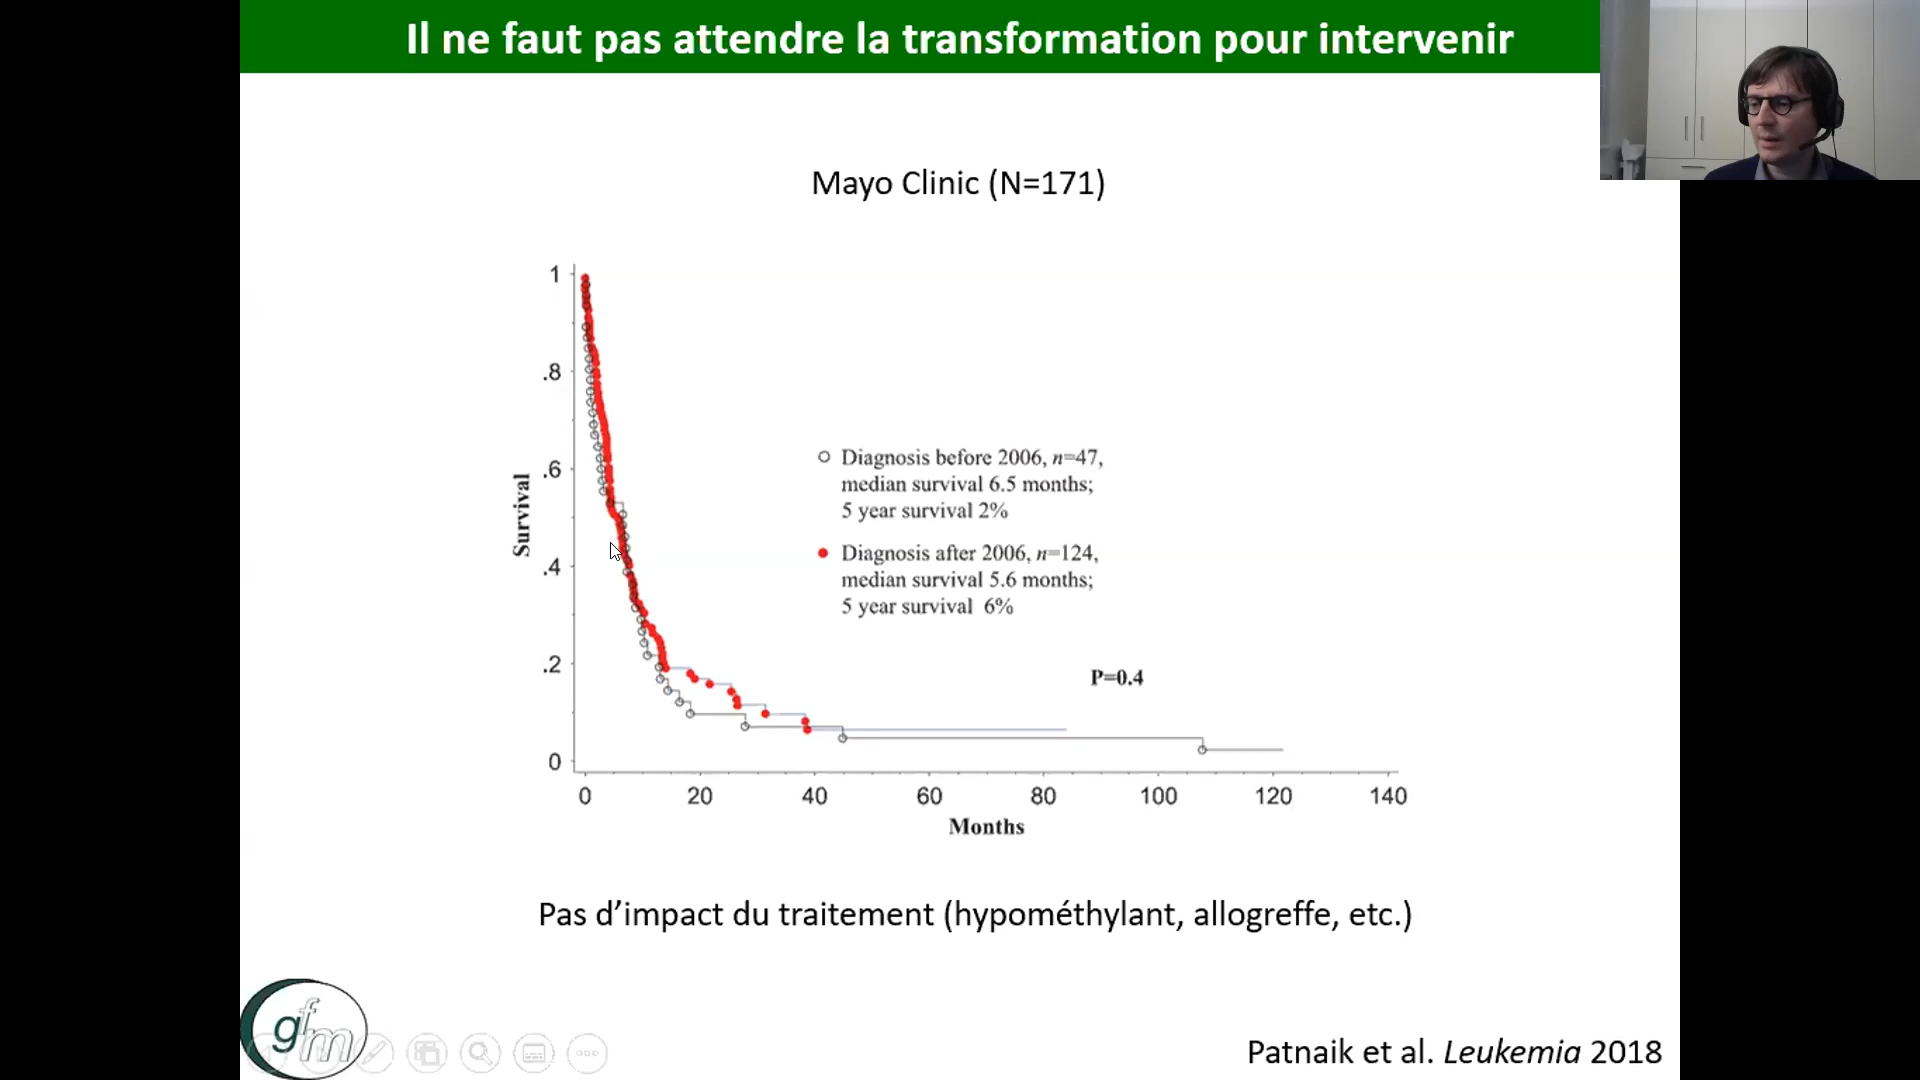 Il ne faut pas attendre la transformation pour intervenir
Mayo Clinic (N=171)
1
.8
.6
.4
.2
0
Survival
Diagnosis before 2006, n=47,
median survival 6.5 months;
5 year survival 2%
Diagnosis after 2006, n=124,
median survival 5.6 months;
5 year survival 6%
P=0.4
0 20 40 60 80 100 120 140
Months
Pas d’impact du traitement (hypométhylant, allogreffe, etc.)
gfm
Patnaik et al. Leukemia 2018